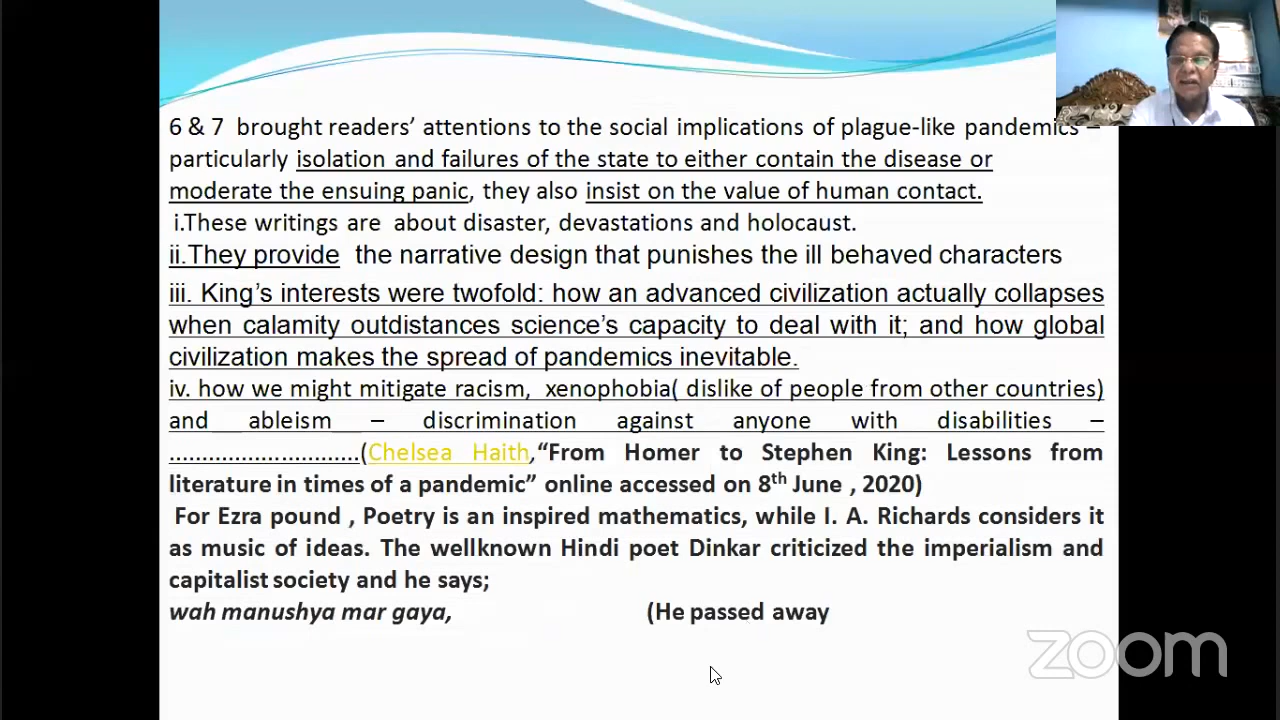 6 & 7 brought readers' attentions to the social implications of plague-like pandemics –
particularly isolation and failures of the state to either contain the disease or
moderate the ensuing panic, they also insist on the value of human contact.
i.These writings are about disaster, devastations and holocaust.
ii.They provide the narrative design that punishes the ill behaved characters
iii. King's interests were twofold: how an advanced civilization actually collapses
when calamity outdistances science's capacity to deal with it; and how global
civilization makes the spread of pandemics inevitable.
iv. how we might mitigate racism, xenophobia( dislike of people from other countries)
and ableism – discrimination against anyone with disabilities –
............................(Chelsea Haith,“From Homer to Stephen King: Lessons from
literature in times of a pandemic” online accessed on 8th June , 2020)
For Ezra pound , Poetry is an inspired mathematics, while I. A. Richards considers it
as music of ideas. The wellknown Hindi poet Dinkar criticized the imperialism and
capitalist society and he says;
wah manushya mar gaya, (He passed away
zoom